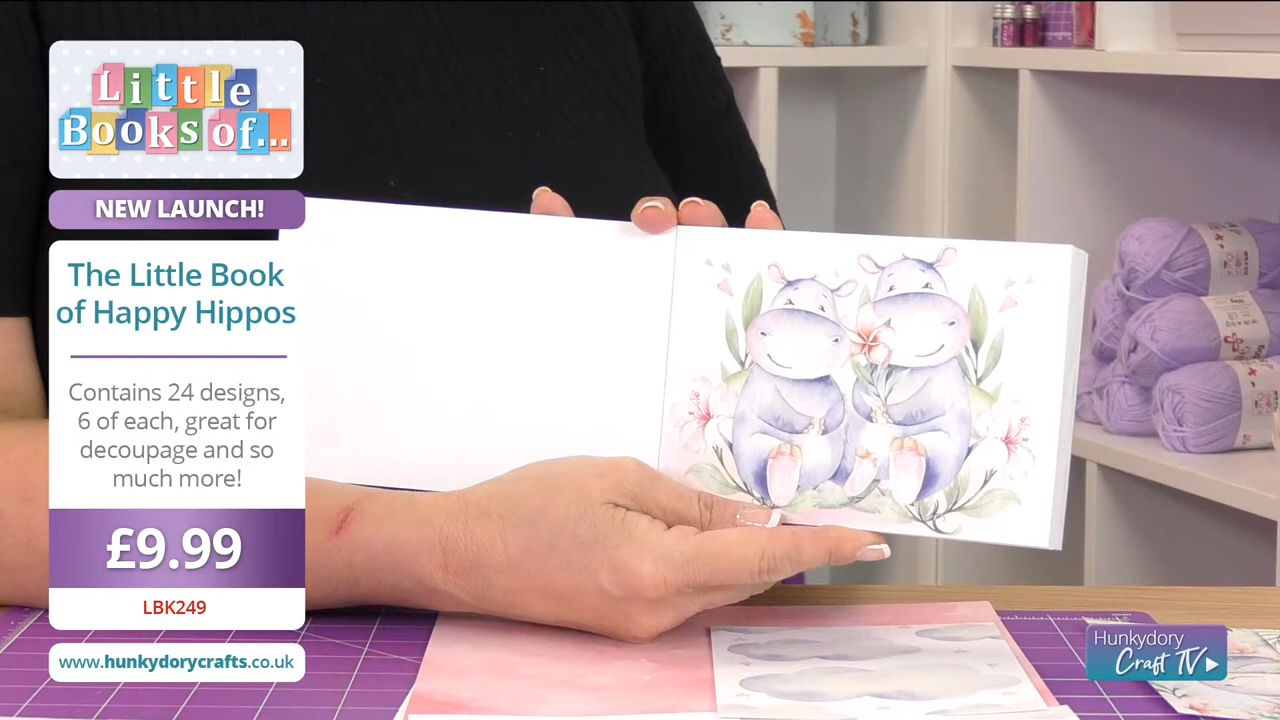 Little
Books of...
NEW LAUNCH!
The Little Book
of Happy Hippos
Contains 24 designs,
6 of each, great for
decoupage and so
much more!
£9.99
LBK249
www.hunkydorycrafts.co.uk
Hunkydory
Craft TV